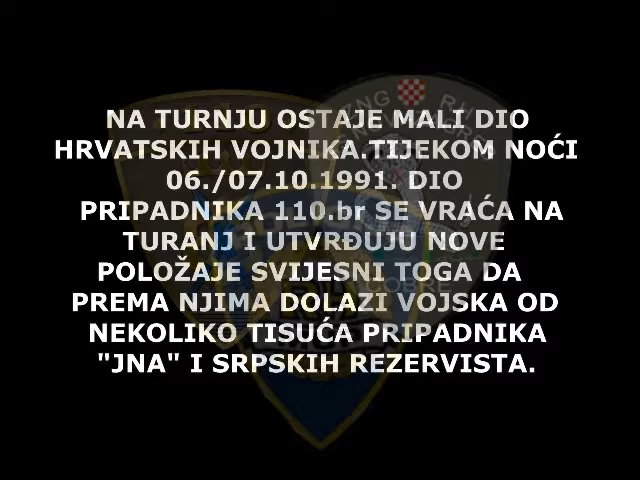 NA TURNJU OSTAJE MALI DIO
HRVATSKIH VOJNIKA.TIJEKOM NOĆI
06./07.10.1991. DIO
PRIPADNIKA 110.br SE VRAĆA NA
TURANJ I UTVRĐUJU NOVE
POLOŽAJE SVIJESNI TOGA DA
PREMA NJIMA DOLAZI VOJSKA OD
NEKOLIKO TISUĆA PRIPADNIKA
"JNA" I SRPSKIH REZERVISTA.